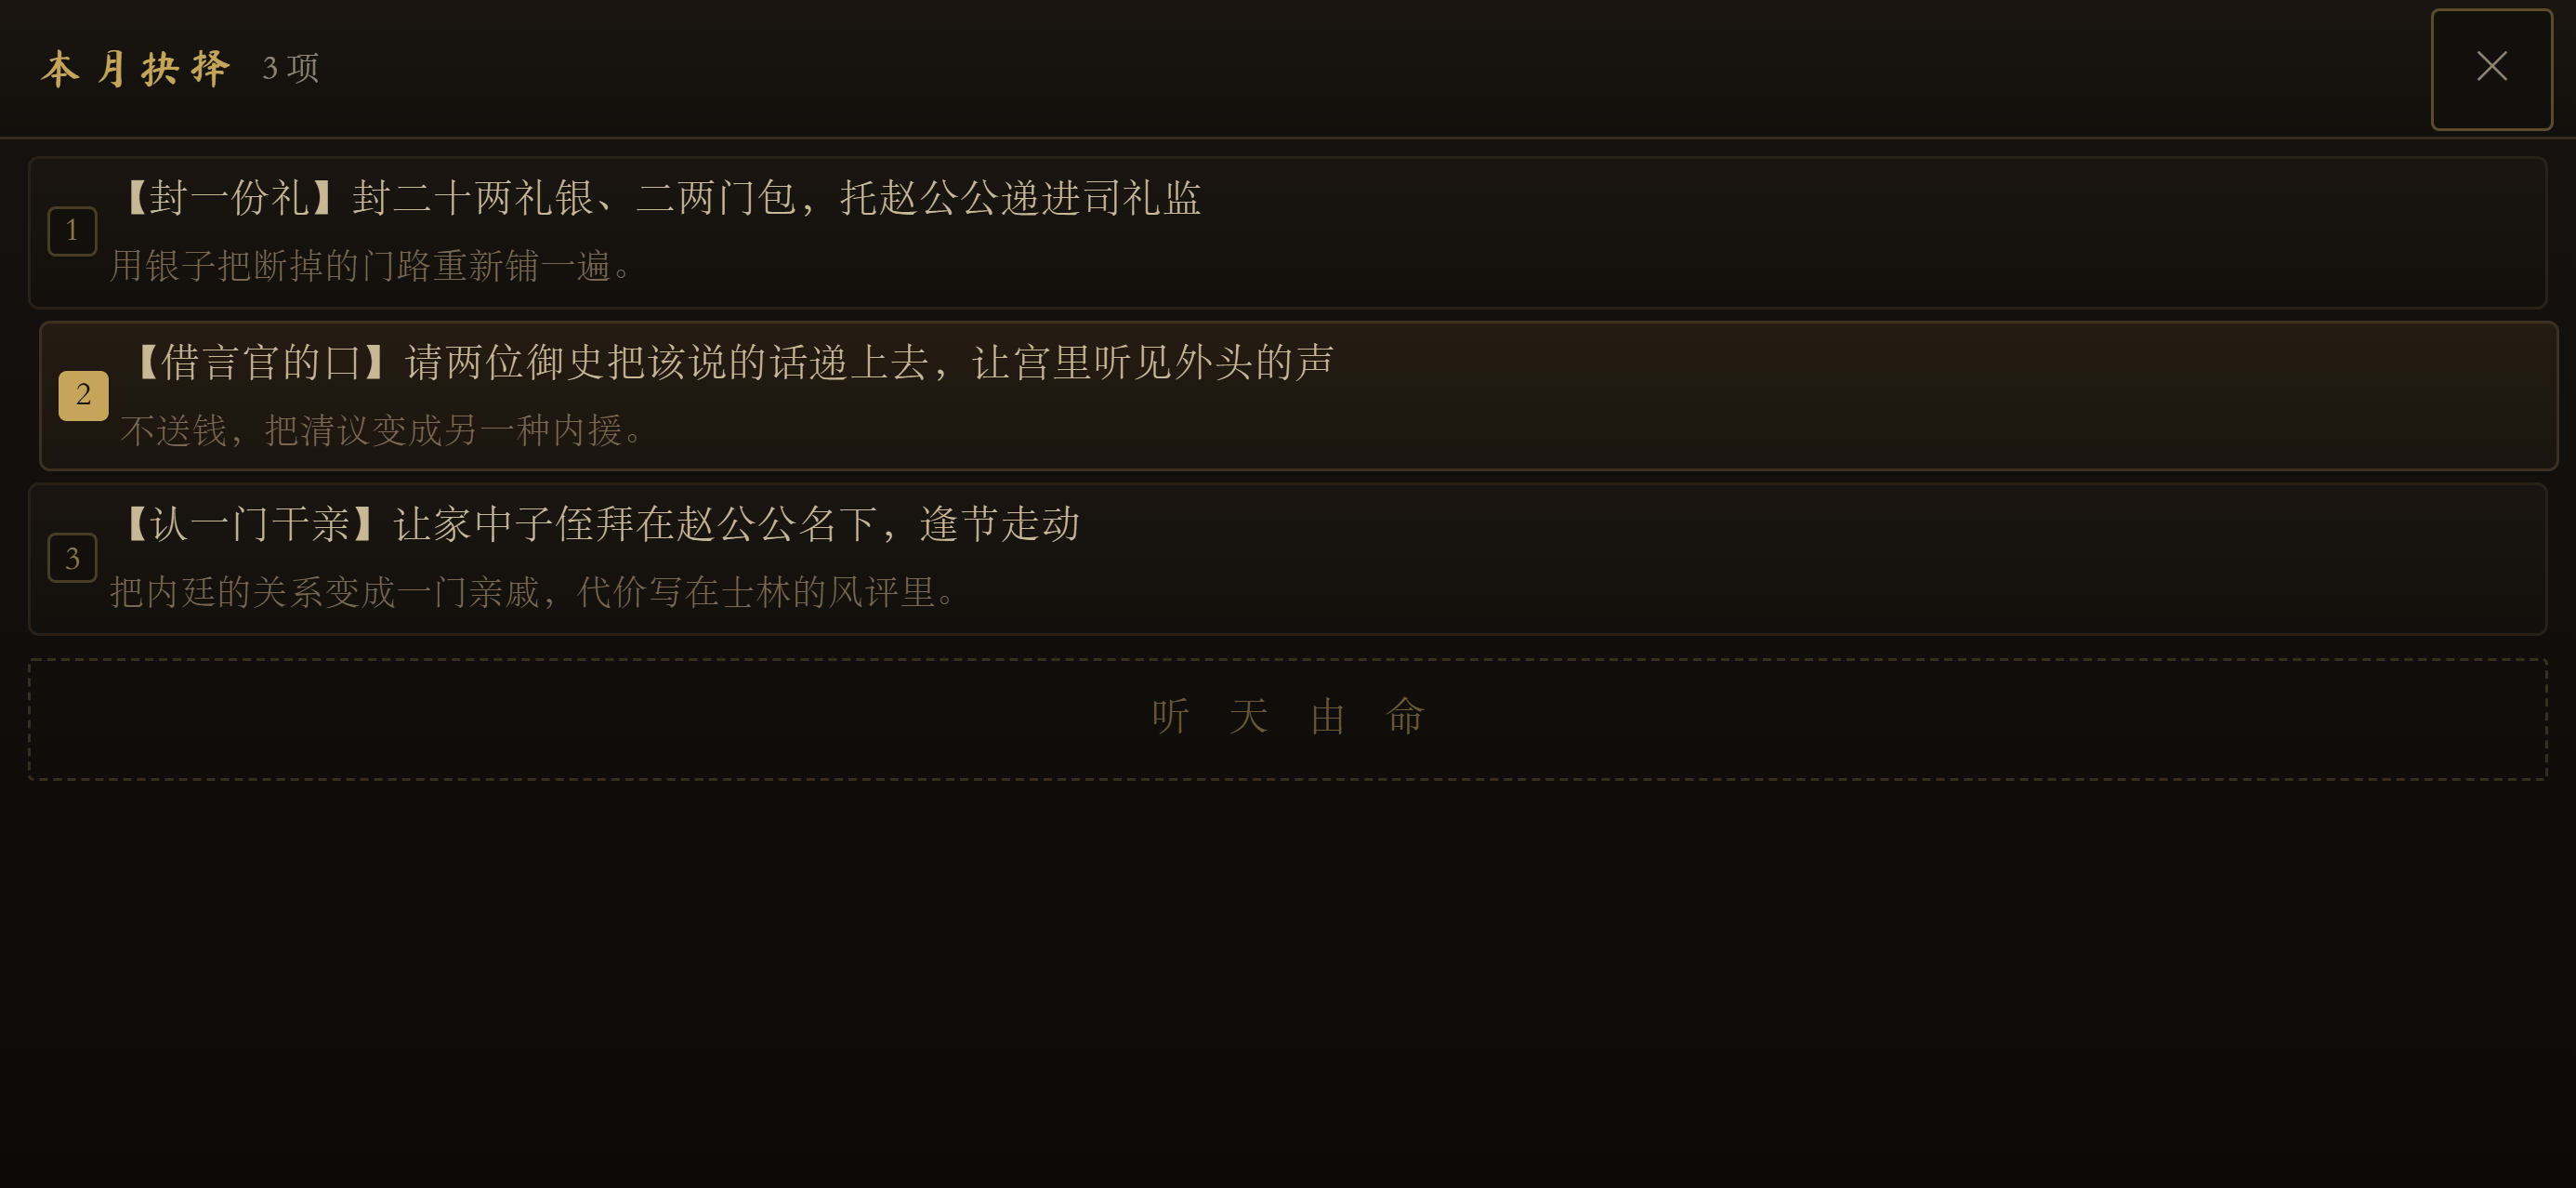 本月抉择 3 项
1
【封一份礼】封二十两礼银、二两门包，托赵公公递进司礼监
用银子把断掉的门路重新铺一遍。
2
【借言官的口】请两位御史把该说的话递上去，让宫里听见外头的声
不送钱，把清议变成另一种内援。
3
【认一门干亲】让家中子侄拜在赵公公名下，逢节走动
把内廷的关系变成一门亲戚，代价写在士林的风评里。
听天由命